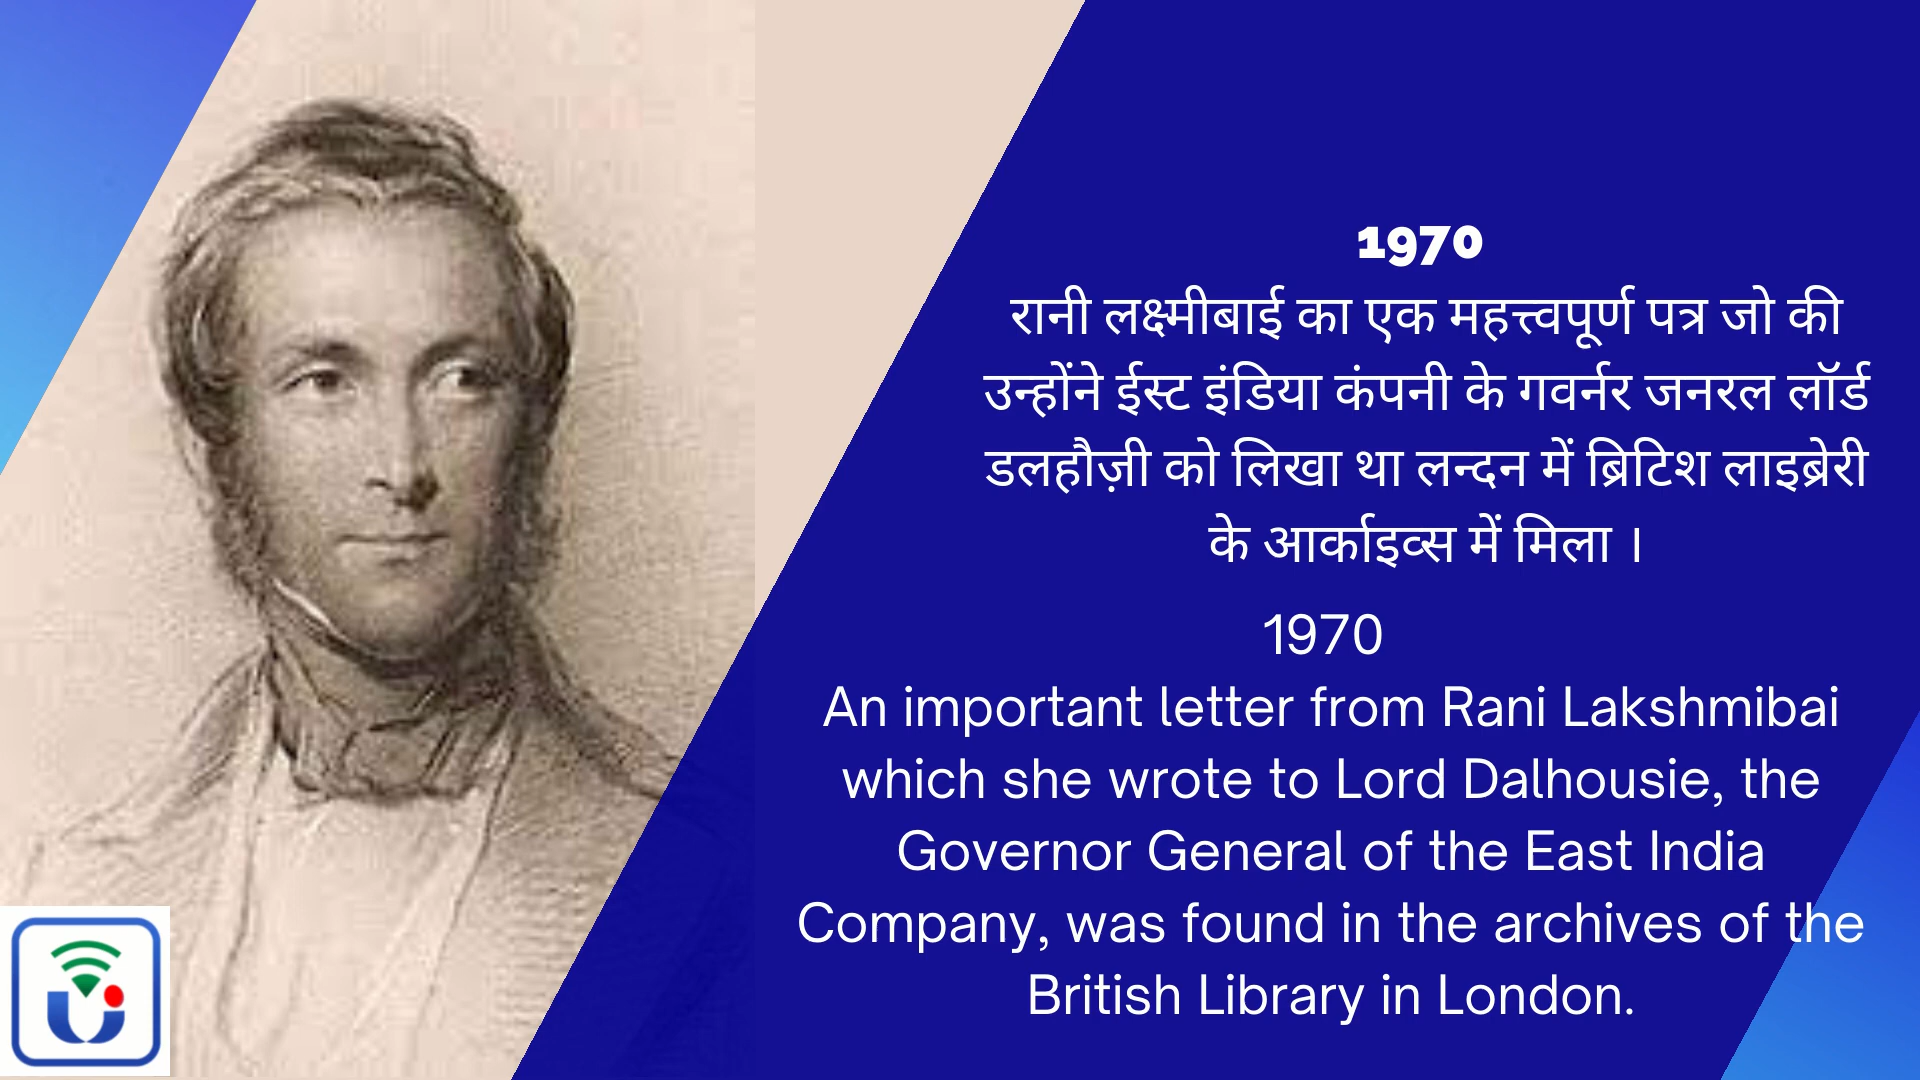 1970
रानी लक्ष्मीबाई का एक महत्त्वपूर्ण पत्र जो की
उन्होंने ईस्ट इंडिया कंपनी के गवर्नर जनरल लॉर्ड
डलहौज़ी को लिखा था लन्दन में ब्रिटिश लाइब्रेरी
के आर्काइव्स में मिला ।
1970
An important letter from Rani Lakshmibai
which she wrote to Lord Dalhousie, the
Governor General of the East India
Company, was found in the archives of the
British Library in London.